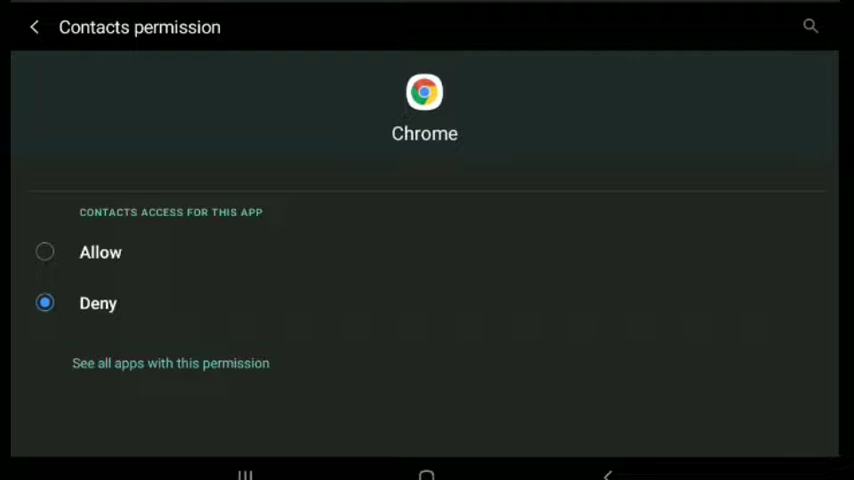 Contacts permission
Chrome
CONTACTS ACCESS FOR THIS APP
Allow
Deny
See all apps with this permission